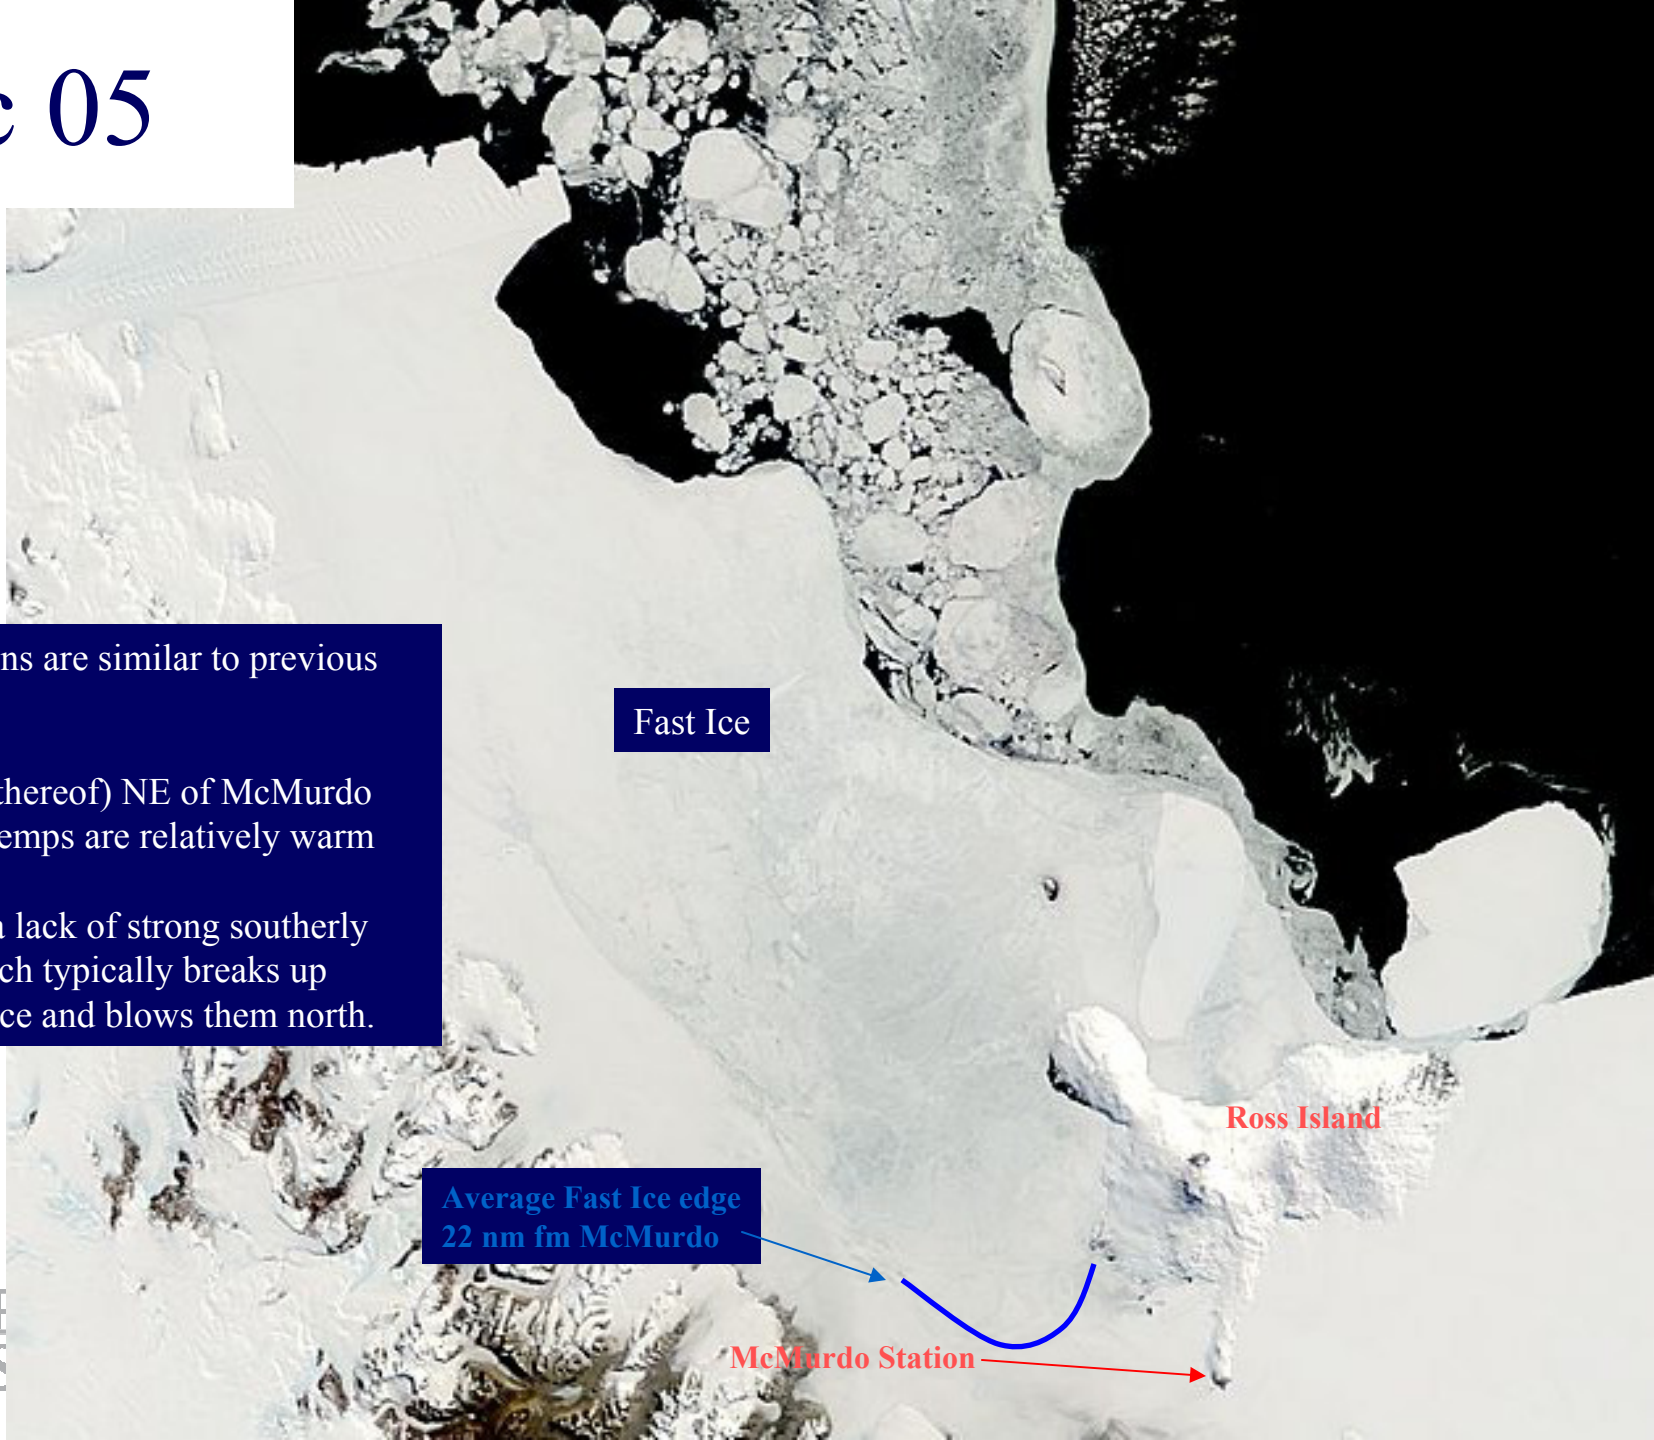 c 05
ns are similar to previous
Fast Ice
thereof) NE of McMurdo
emps are relatively warm
a lack of strong southerly
ch typically breaks up
ce and blows them north.
Ross Island
Average Fast Ice edge
22 nm fm McMurdo
McMurdo Station